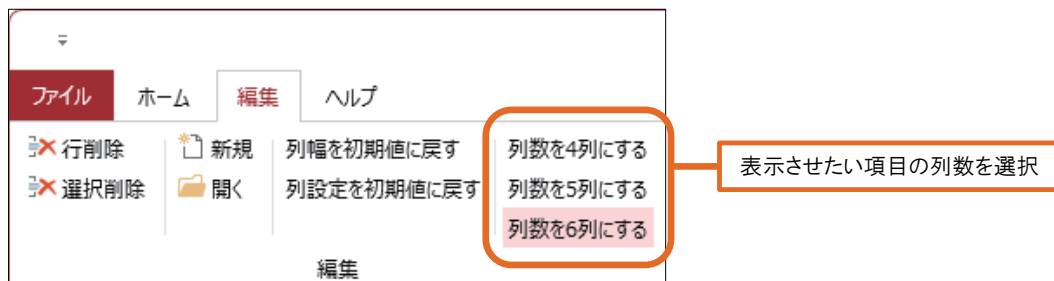 ファイル ホーム 編集 ヘルプ
行削除 新規 列幅を初期値に戻す 列数を4列にする
選択削除 開く 列設定を初期値に戻す 列数を5列にする
列数を6列にする
編集
表示させたい項目の列数を選択